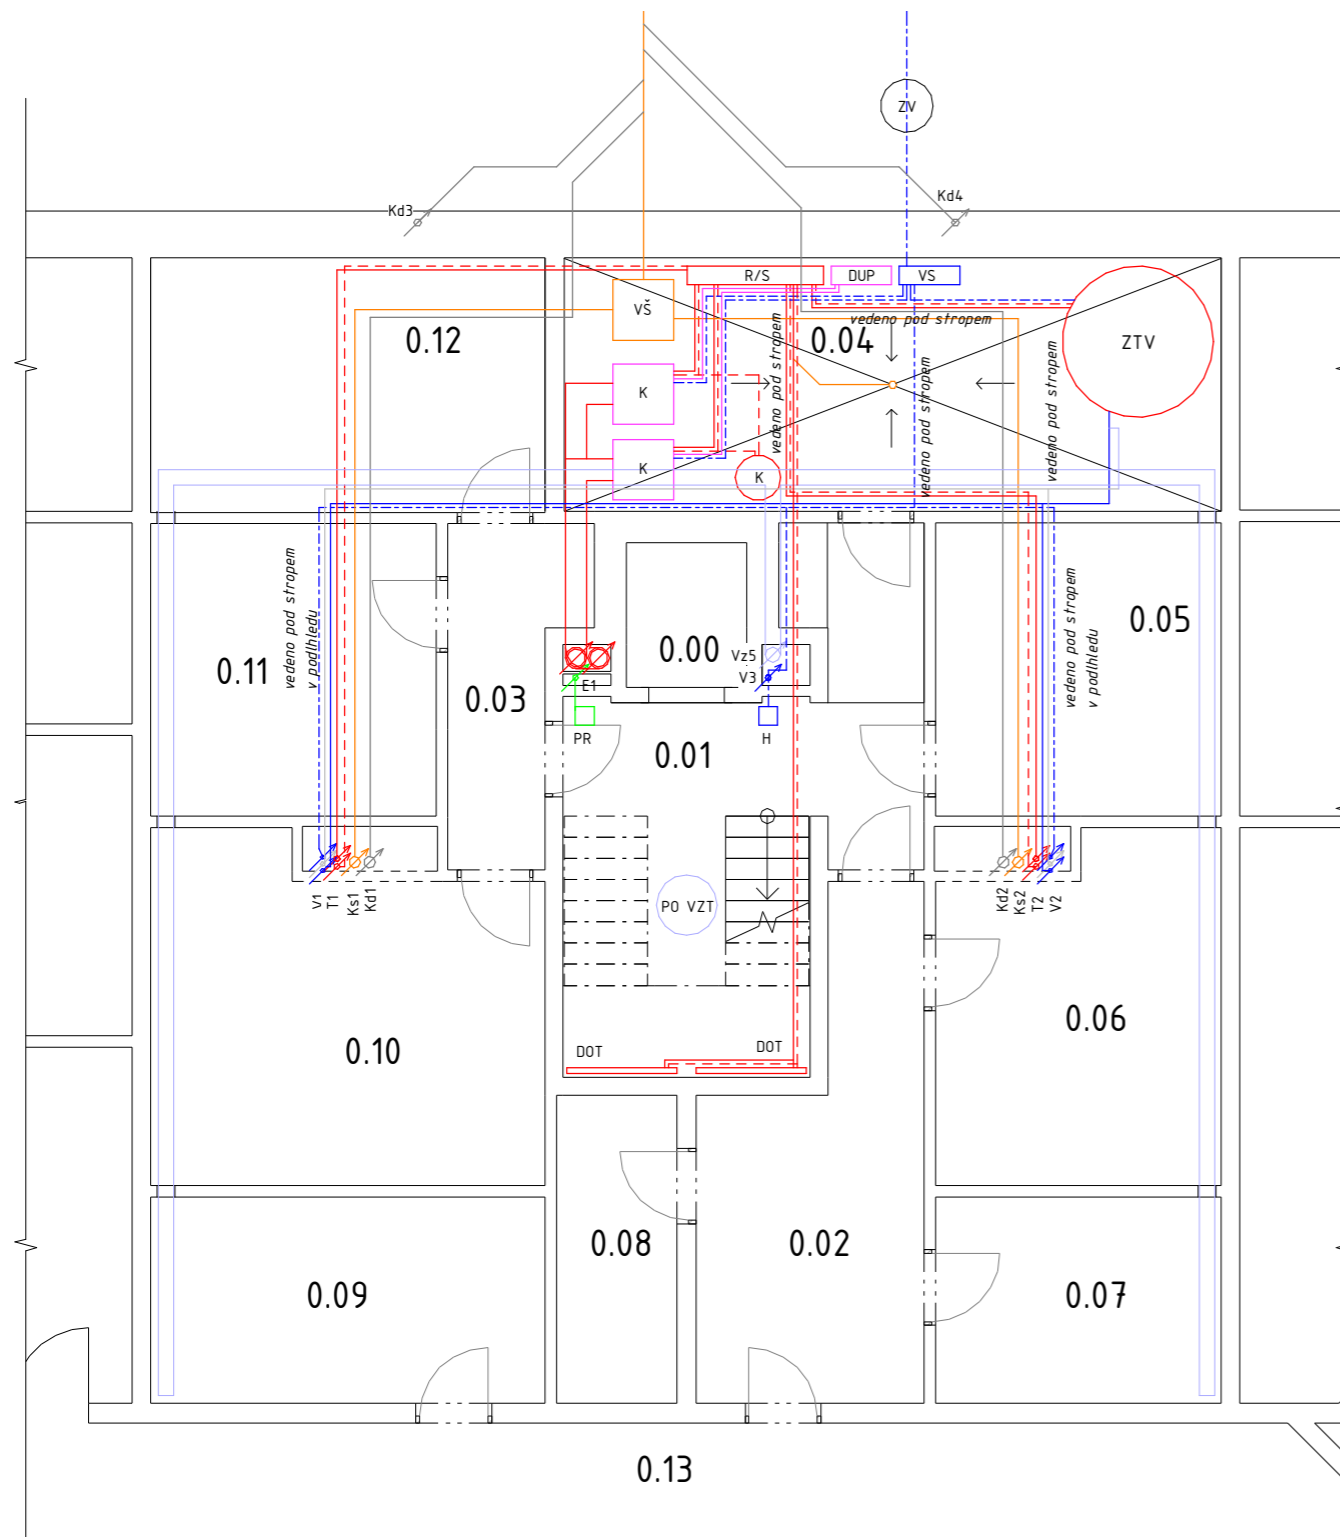 ZV
Kd3
Kd4
R/S
DUP
VS
VŠ
0.12
vedeno pod stropem
0.04
ZTV
K
vedeno pod stropem
vedeno pod stropem
vedeno pod stropem
K
K
vedeno pod stropem
v podlhledu
vedeno pod stropem
v podlhledu
0.05
0.11
0.00
Vz5
V3
E1
0.03
PR
H
0.01
V1
T1
Ks1
Kd1
PO VZT
Kd2
Ks2
T2
V2
0.06
0.10
DOT
DOT
0.08
0.02
0.09
0.07
0.13